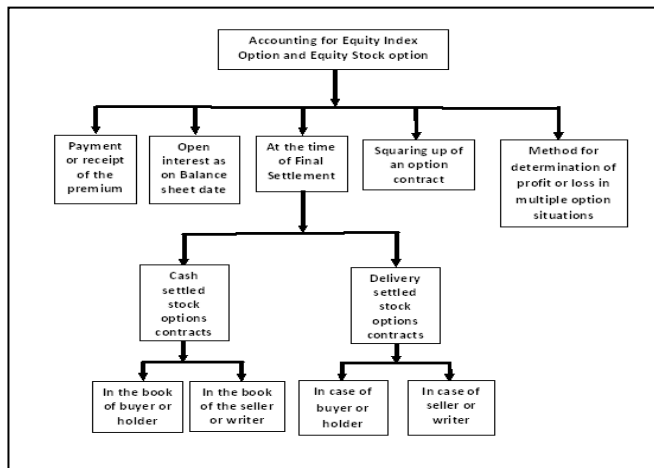 Accounting for Equity Index
Option and Equity Stock option
Payment
or receipt
of the
premium
Open
interest as
on Balance
sheet date
At the time
of Final
Settlement
Squaring up of
an option
contract
Method for
determination of
profit or loss in
multiple option
situations
Cash
settled
stock
options
contracts
Delivery
settled
stock
options
contracts
In the book
of buyer or
holder
In the book
of the seller
or writer
In case of
buyer or
holder
In case of
seller or
writer